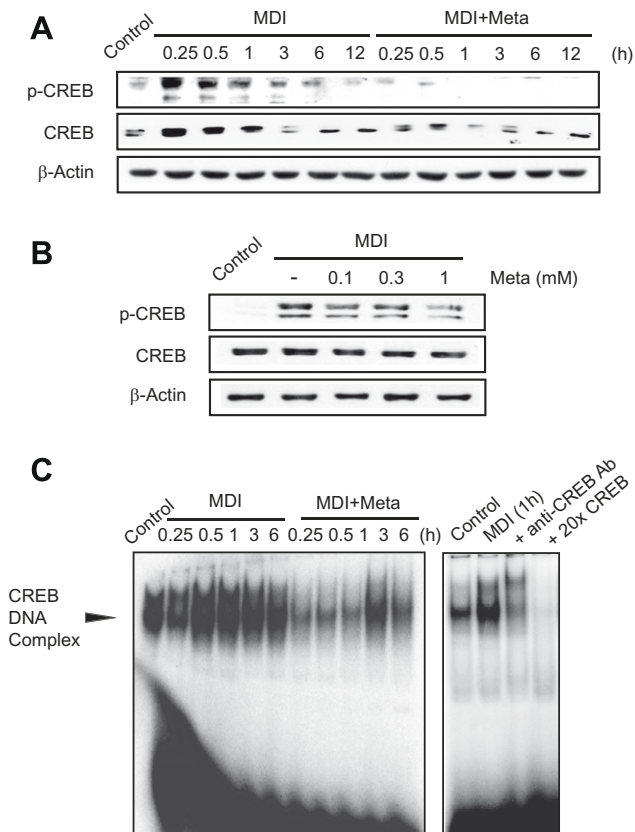 A
Control
MDI
MDI+Meta
0.25 0.5 1 3 6 12 0.25 0.5 1 3 6 12 (h)
p-CREB
CREB
β-Actin
B
Control
MDI
- 0.1 0.3 1 Meta (mM)
p-CREB
CREB
β-Actin
C
Control
MDI
MDI+Meta
0.25 0.5 1 3 6 0.25 0.5 1 3 6 (h)
Control
MDI (1h)
+ anti-CREB Ab
+ 20x CREB
CREB
DNA
Complex